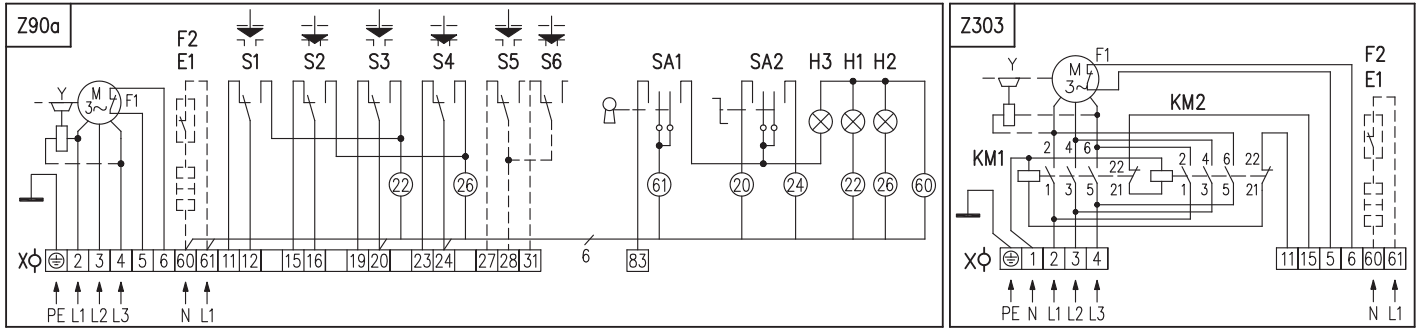 Z90a
F2
E1 S1 S2 S3 S4 S5 S6 SA1 SA2 H3 H1 H2
Y M 3~ F1
22 26 61 20 24 22 26 60
6
X 2 3 4 5 6 60 61 11 12 15 16 19 20 23 24 27 28 31 83
PE L1 L2 L3 N L1
Z303
F2
E1
Y M 3~ F1
KM2
KM1
2 4 6 22 2 4 6 22
1 3 5 21 1 3 5 21
X 1 2 3 4 11 15 5 6 60 61
PE N L1 L2 L3 N L1